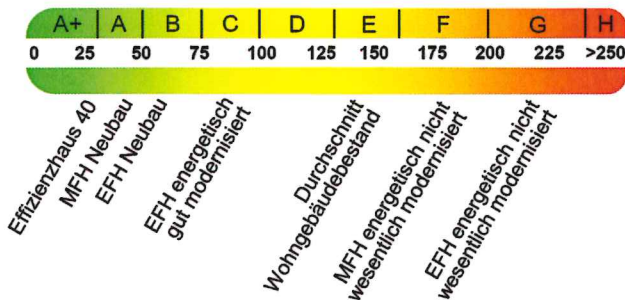 A+ A B C D E F G H
0 25 50 75 100 125 150 175 200 225 >250
Effizienzhaus 40
MFH Neubau
EFH Neubau
EFH energetisch
gut modernisiert
Durchschnitt
Wohngebäudebestand
MFH energetisch nicht
wesentlich modernisiert
EFH energetisch nicht
wesentlich modernisiert